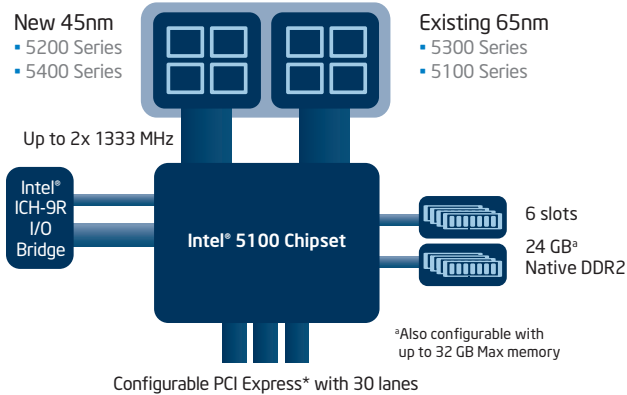 New 45nm
▪ 5200 Series
▪ 5400 Series
Existing 65nm
▪ 5300 Series
▪ 5100 Series
Up to 2x 1333 MHz
Intel®
ICH-9R
I/O
Bridge
Intel® 5100 Chipset
6 slots
24 GBᵃ
Native DDR2
ᵃAlso configurable with
up to 32 GB Max memory
Configurable PCI Express* with 30 lanes